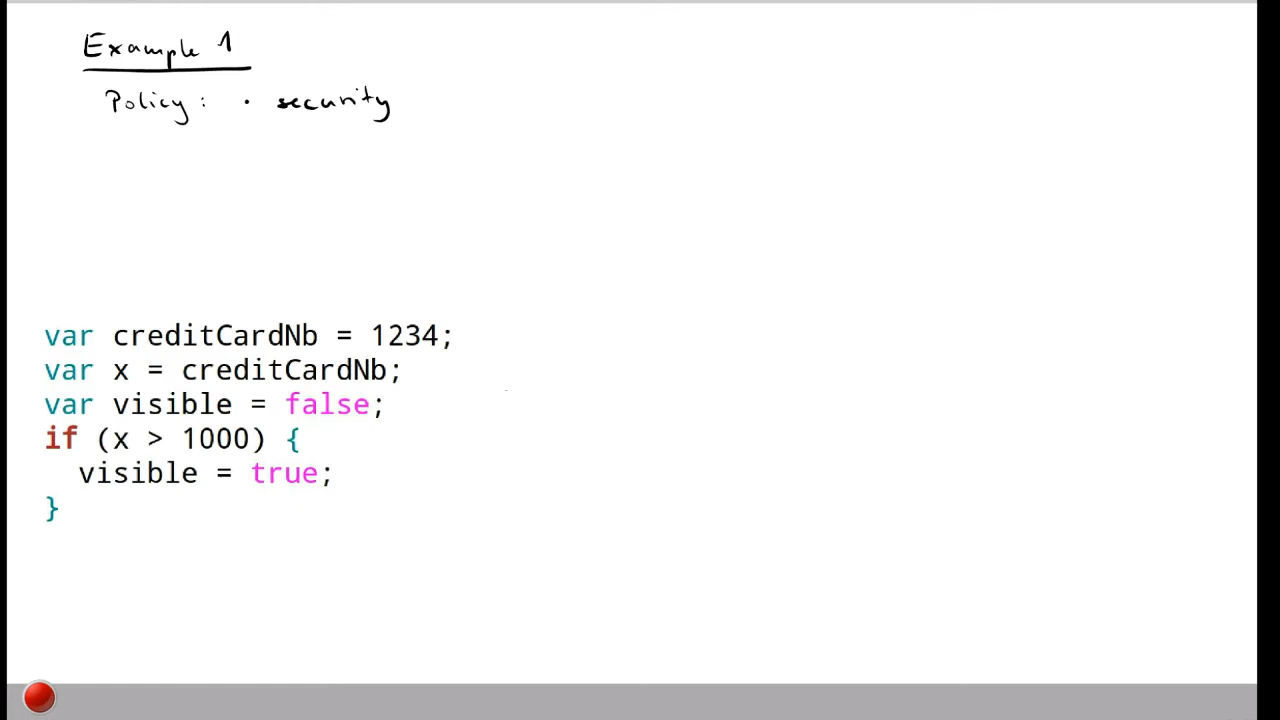 Example 1
Policy: • security
var creditCardNb = 1234;
var x = creditCardNb;
var visible = false;
if (x > 1000) {
  visible = true;
}